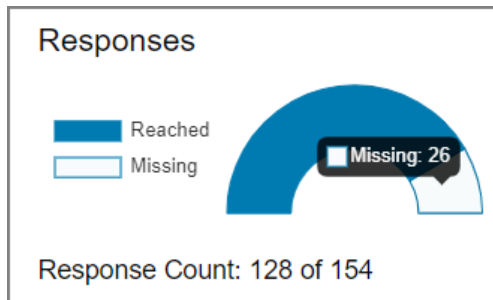 Responses
Reached
Missing
Missing: 26
Response Count: 128 of 154